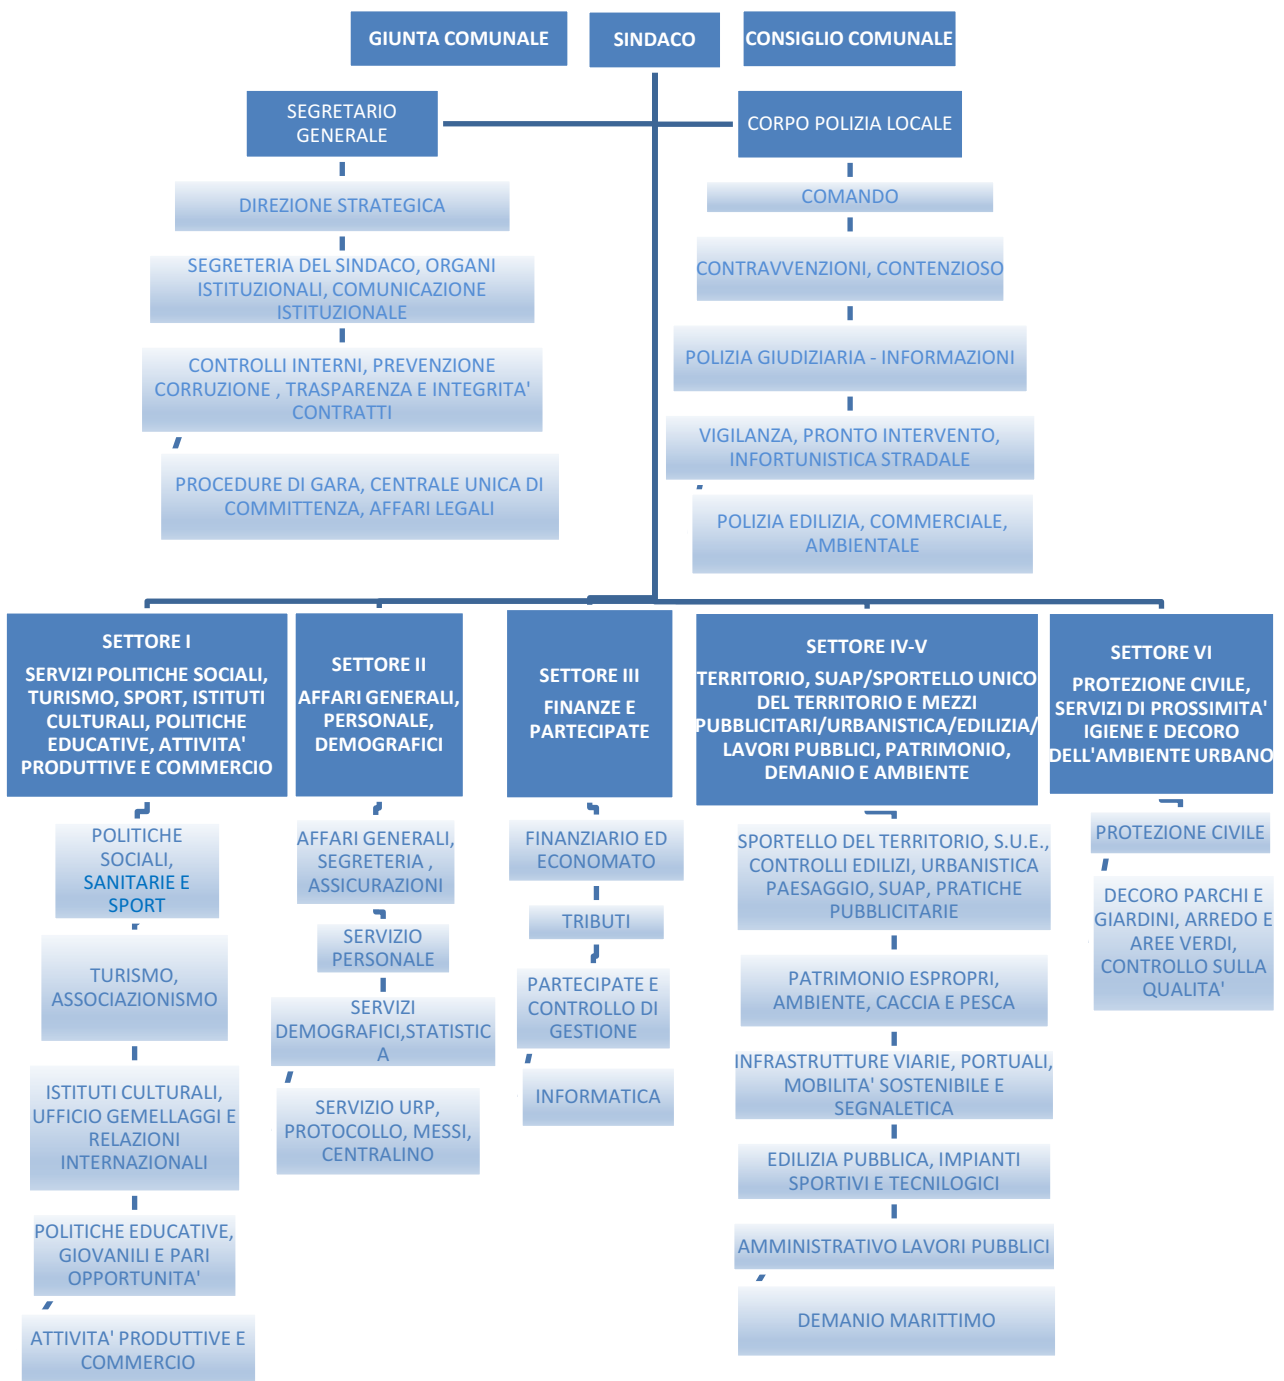 GIUNTA COMUNALE
SINDACO
CONSIGLIO COMUNALE
SEGRETARIO
GENERALE
CORPO POLIZIA LOCALE
DIREZIONE STRATEGICA
SEGRETERIA DEL SINDACO, ORGANI
ISTITUZIONALI, COMUNICAZIONE
ISTITUZIONALE
CONTROLLI INTERNI, PREVENZIONE
CORRUZIONE , TRASPARENZA E INTEGRITA'
CONTRATTI
PROCEDURE DI GARA, CENTRALE UNICA DI
COMMITTENZA, AFFARI LEGALI
COMANDO
CONTRAVVENZIONI, CONTENZIOSO
POLIZIA GIUDIZIARIA - INFORMAZIONI
VIGILANZA, PRONTO INTERVENTO,
INFORTUNISTICA STRADALE
POLIZIA EDILIZIA, COMMERCIALE,
AMBIENTALE
SETTORE I
SERVIZI POLITICHE SOCIALI,
TURISMO, SPORT, ISTITUTI
CULTURALI, POLITICHE
EDUCATIVE, ATTIVITA'
PRODUTTIVE E COMMERCIO
POLITICHE
SOCIALI,
SANITARIE E
SPORT
TURISMO,
ASSOCIAZIONISMO
ISTITUTI CULTURALI,
UFFICIO GEMELLAGGI E
RELAZIONI
INTERNAZIONALI
POLITICHE EDUCATIVE,
GIOVANILI E PARI
OPPORTUNITA'
ATTIVITA' PRODUTTIVE E
COMMERCIO
SETTORE II
AFFARI GENERALI,
PERSONALE,
DEMOGRAFICI
AFFARI GENERALI,
SEGRETERIA ,
ASSICURAZIONI
SERVIZIO
PERSONALE
SERVIZI
DEMOGRAFICI,STATISTIC
A
SERVIZIO URP,
PROTOCOLLO, MESSI,
CENTRALINO
SETTORE III
FINANZE E
PARTECIPATE
FINANZIARIO ED
ECONOMATO
TRIBUTI
PARTECIPATE E
CONTROLLO DI
GESTIONE
INFORMATICA
SETTORE IV-V
TERRITORIO, SUAP/SPORTELLO UNICO
DEL TERRITORIO E MEZZI
PUBBLICITARI/URBANISTICA/EDILIZIA/
LAVORI PUBBLICI, PATRIMONIO,
DEMANIO E AMBIENTE
SPORTELLO DEL TERRITORIO, S.U.E.,
CONTROLLI EDILIZI, URBANISTICA
PAESAGGIO, SUAP, PRATICHE
PUBBLICITARIE
PATRIMONIO ESPROPRI,
AMBIENTE, CACCIA E PESCA
INFRASTRUTTURE VIARIE, PORTUALI,
MOBILITA' SOSTENIBILE E
SEGNALETICA
EDILIZIA PUBBLICA, IMPIANTI
SPORTIVI E TECNILOGICI
AMMINISTRATIVO LAVORI PUBBLICI
DEMANIO MARITTIMO
SETTORE VI
PROTEZIONE CIVILE,
SERVIZI DI PROSSIMITA'
IGIENE E DECORO
DELL'AMBIENTE URBANO
PROTEZIONE CIVILE
DECORO PARCHI E
GIARDINI, ARREDO E
AREE VERDI,
CONTROLLO SULLA
QUALITA'